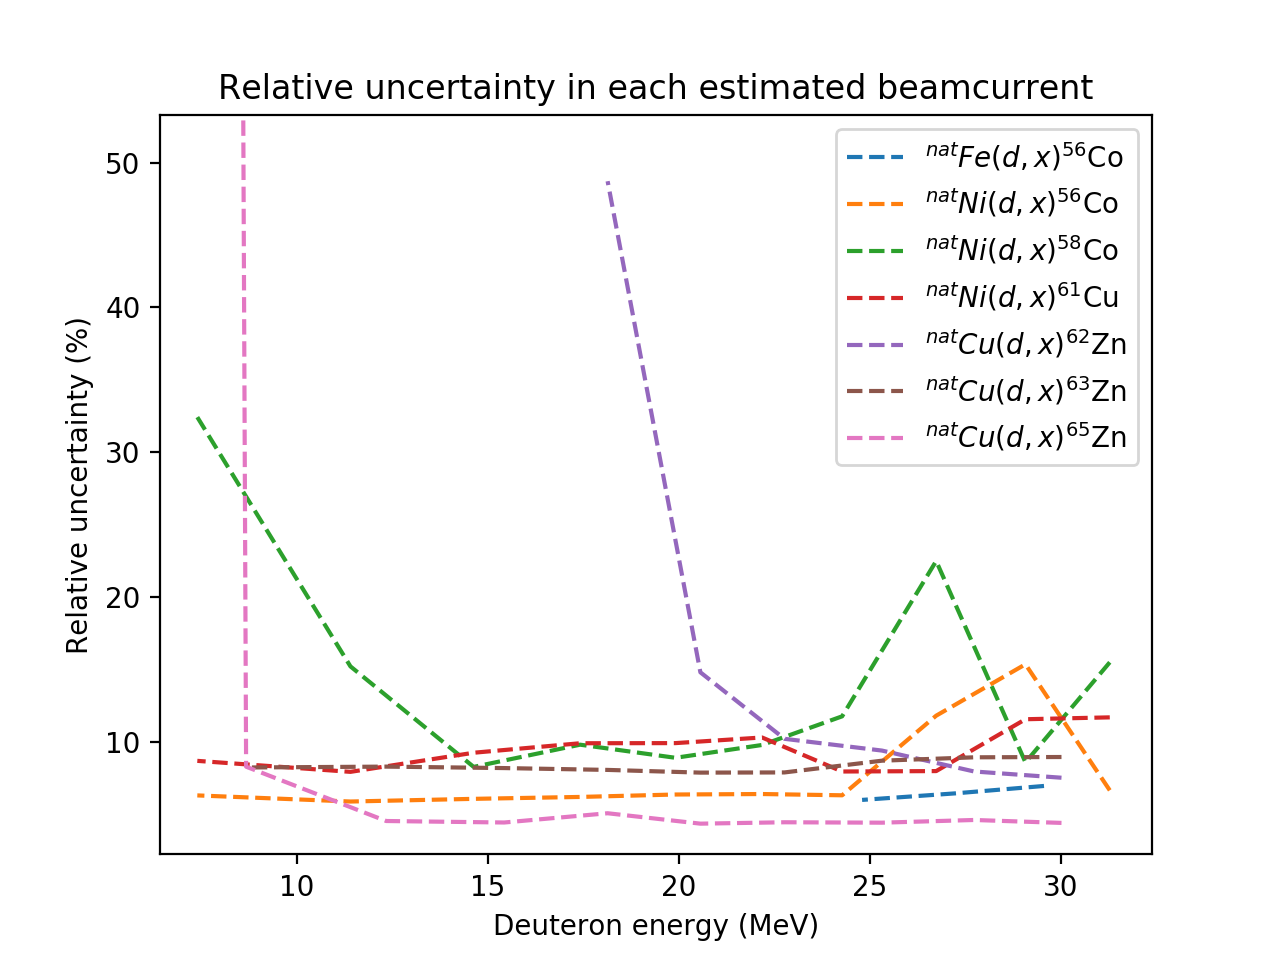 Relative uncertainty in each estimated beamcurrent
50
40
30
20
10
Relative uncertainty (%)
natFe(d, x)56Co
natNi(d, x)56Co
natNi(d, x)58Co
natNi(d, x)61Cu
natCu(d, x)62Zn
natCu(d, x)63Zn
natCu(d, x)65Zn
10 15 20 25 30
Deuteron energy (MeV)